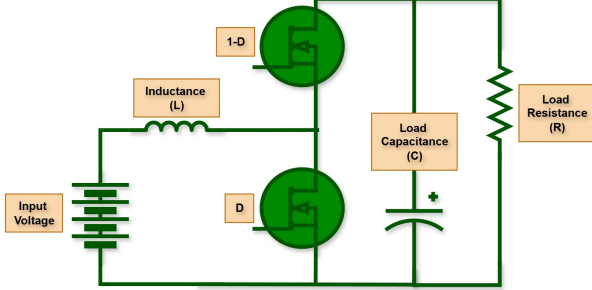 1-D
Inductance
(L)
Load
Capacitance
(C)
Load
Resistance
(R)
Input
Voltage
D
+